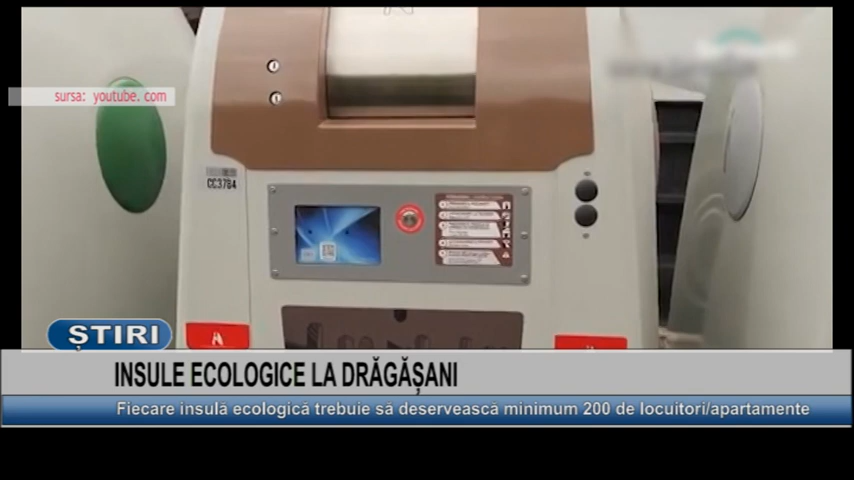 sursa: youtube. com
CC3784
ȘTIRI
INSULE ECOLOGICE LA DRĂGĂȘANI
Fiecare insulă ecologică trebuie să deservească minimum 200 de locuitori/apartamente